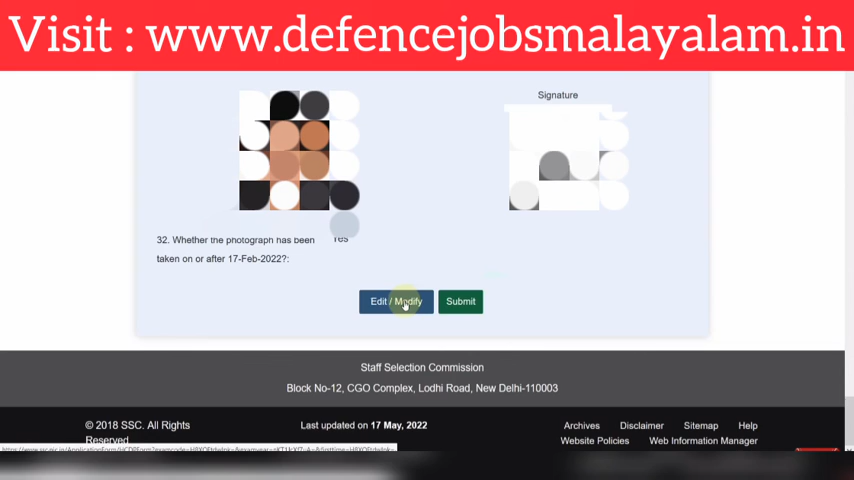 Visit : www.defencejobsmalayalam.in
Signature
32. Whether the photograph has been Yes
taken on or after 17-Feb-2022?:
Edit / Modify Submit
Staff Selection Commission
Block No-12, CGO Complex, Lodhi Road, New Delhi-110003
© 2018 SSC. All Rights Last updated on 17 May, 2022 Archives Disclaimer Sitemap Help
Reserved Website Policies Web Information Manager